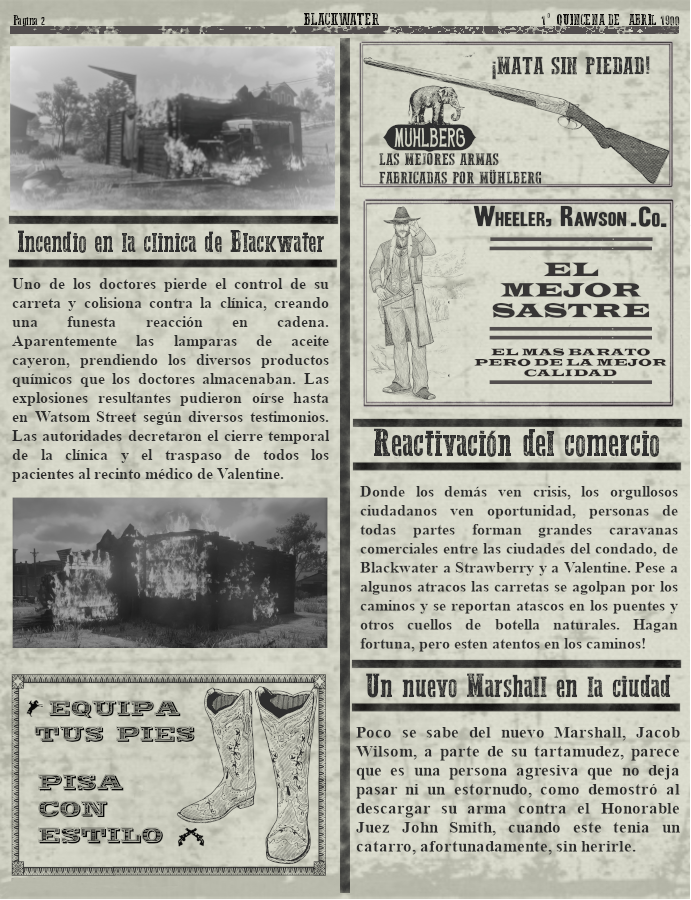 Pagina 2
BLACKWATER
1ª QUINCENA DE ABRIL 1900
Incendio en la clinica de Blackwater
Uno de los doctores pierde el control de su
carreta y colisiona contra la clínica, creando
una funesta reacción en cadena.
Aparentemente las lamparas de aceite
cayeron, prendiendo los diversos productos
químicos que los doctores almacenaban. Las
explosiones resultantes pudieron oírse hasta
en Watsom Street según diversos testimonios.
Las autoridades decretaron el cierre temporal
de la clínica y el traspaso de todos los
pacientes al recinto médico de Valentine.
EQUIPA
TUS PIES
PISA
CON
ESTILO
¡MATA SIN PIEDAD!
MUHLBERG
LAS MEJORES ARMAS
FABRICADAS POR MÜHLBERG
WHEELER, RAWSON .CO.
EL
MEJOR
SASTRE
EL MAS BARATO
PERO DE LA MEJOR
CALIDAD
Reactivación del comercio
Donde los demás ven crisis, los orgullosos
ciudadanos ven oportunidad, personas de
todas partes forman grandes caravanas
comerciales entre las ciudades del condado, de
Blackwater a Strawberry y a Valentine. Pese a
algunos atracos las carretas se agolpan por los
caminos y se reportan atascos en los puentes y
otros cuellos de botella naturales. Hagan
fortuna, pero esten atentos en los caminos!
Un nuevo Marshall en la ciudad
Poco se sabe del nuevo Marshall, Jacob
Wilsom, a parte de su tartamudez, parece
que es una persona agresiva que no deja
pasar ni un estornudo, como demostró al
descargar su arma contra el Honorable
Juez John Smith, cuando este tenia un
catarro, afortunadamente, sin herirle.